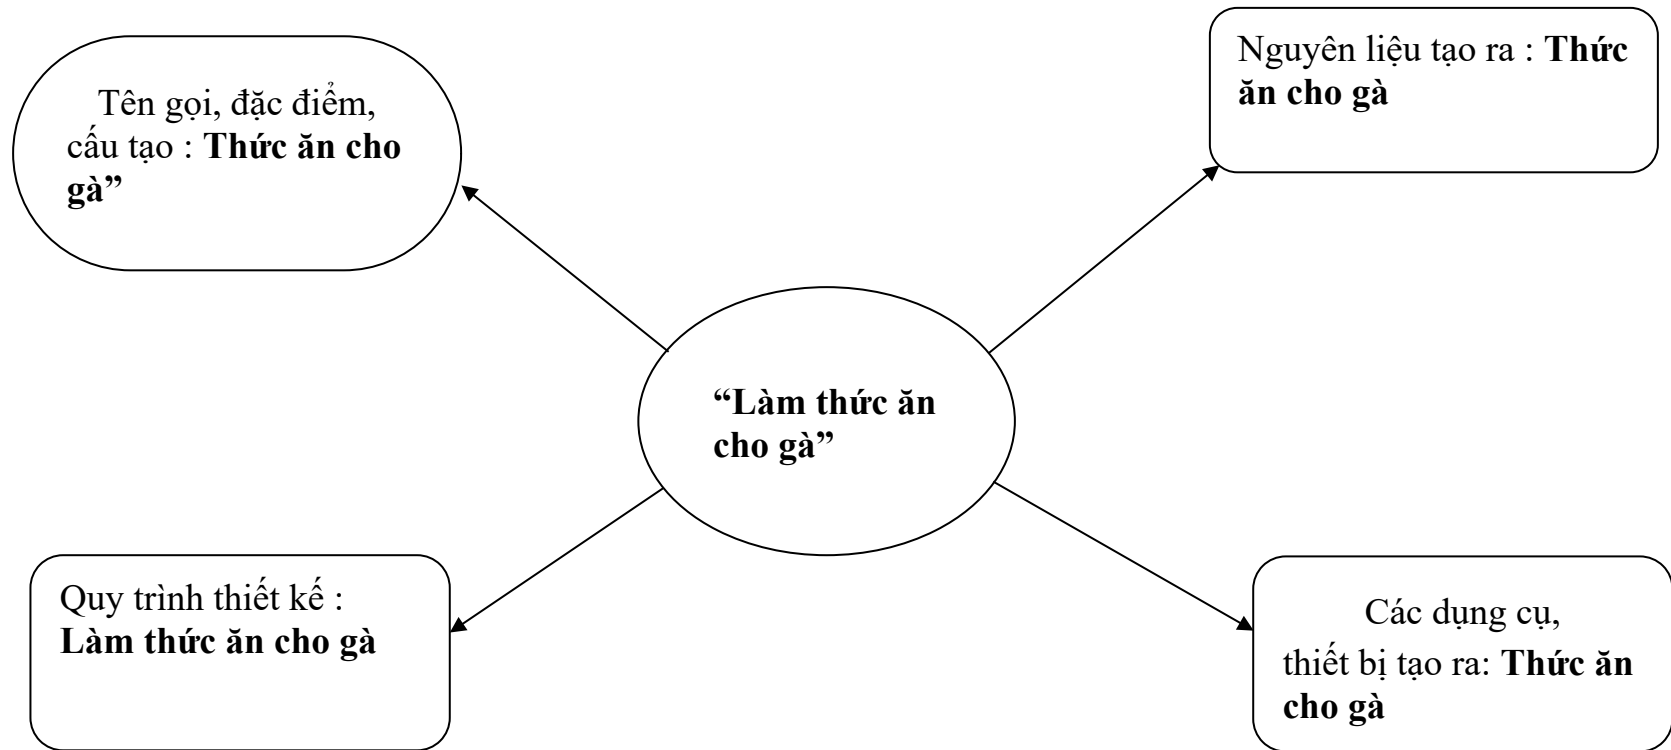 Tên gọi, đặc điểm,
cấu tạo : Thức ăn cho
gà”
Nguyên liệu tạo ra : Thức
ăn cho gà
“Làm thức ăn
cho gà”
Quy trình thiết kế :
Làm thức ăn cho gà
Các dụng cụ,
thiết bị tạo ra: Thức ăn
cho gà